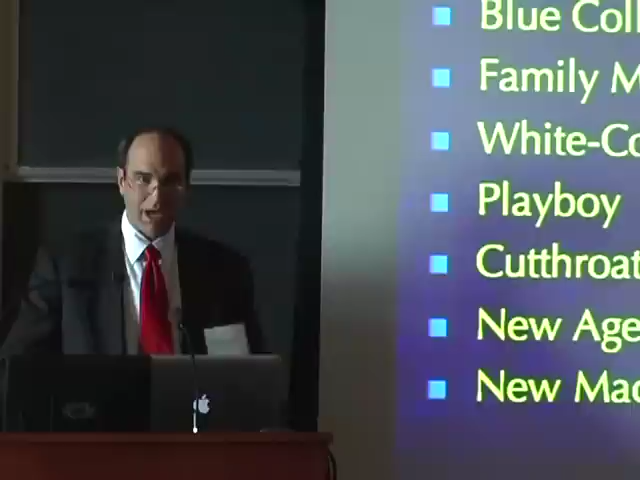 Blue Coll
Family M
White-Co
Playboy
Cutthroat
New Age
New Mac